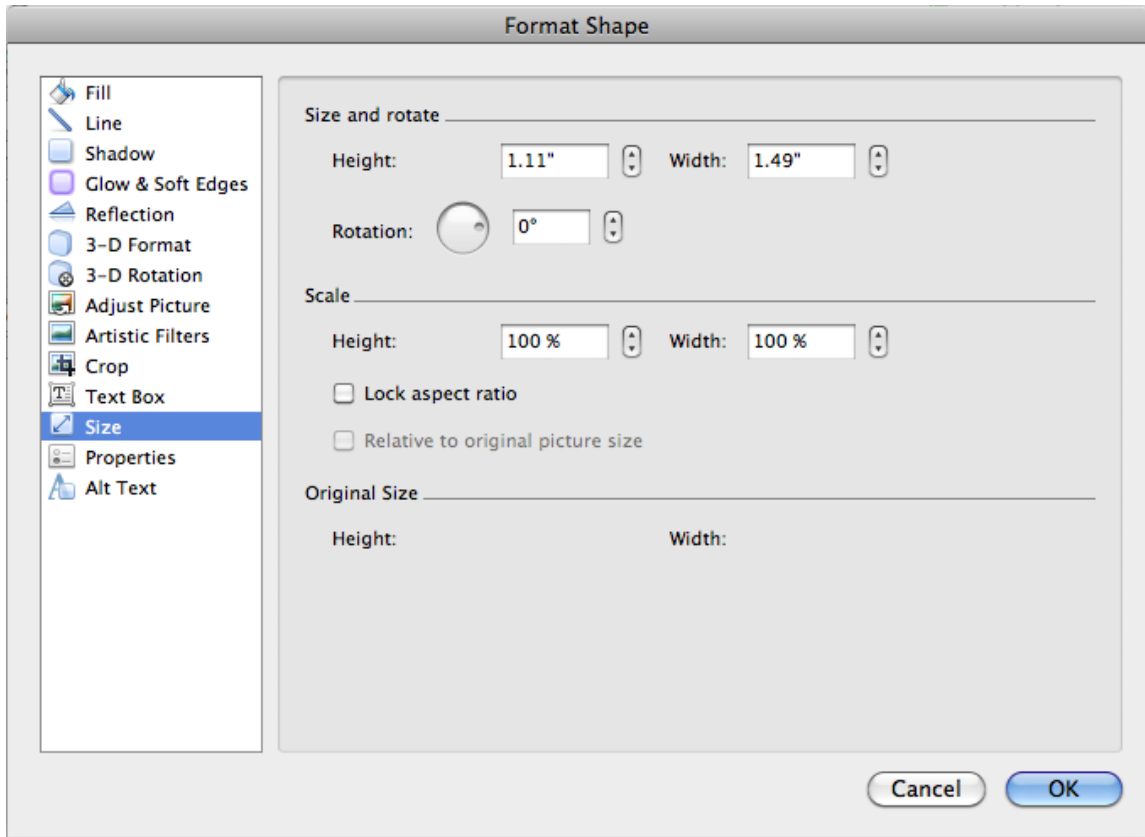 Format Shape
Fill
Line
Shadow
Glow & Soft Edges
Reflection
3-D Format
3-D Rotation
Adjust Picture
Artistic Filters
Crop
Text Box
Size
Properties
Alt Text
Size and rotate
Height: 1.11" Width: 1.49"
Rotation: 0°
Scale
Height: 100 % Width: 100 %
Lock aspect ratio
Relative to original picture size
Original Size
Height: Width:
Cancel OK